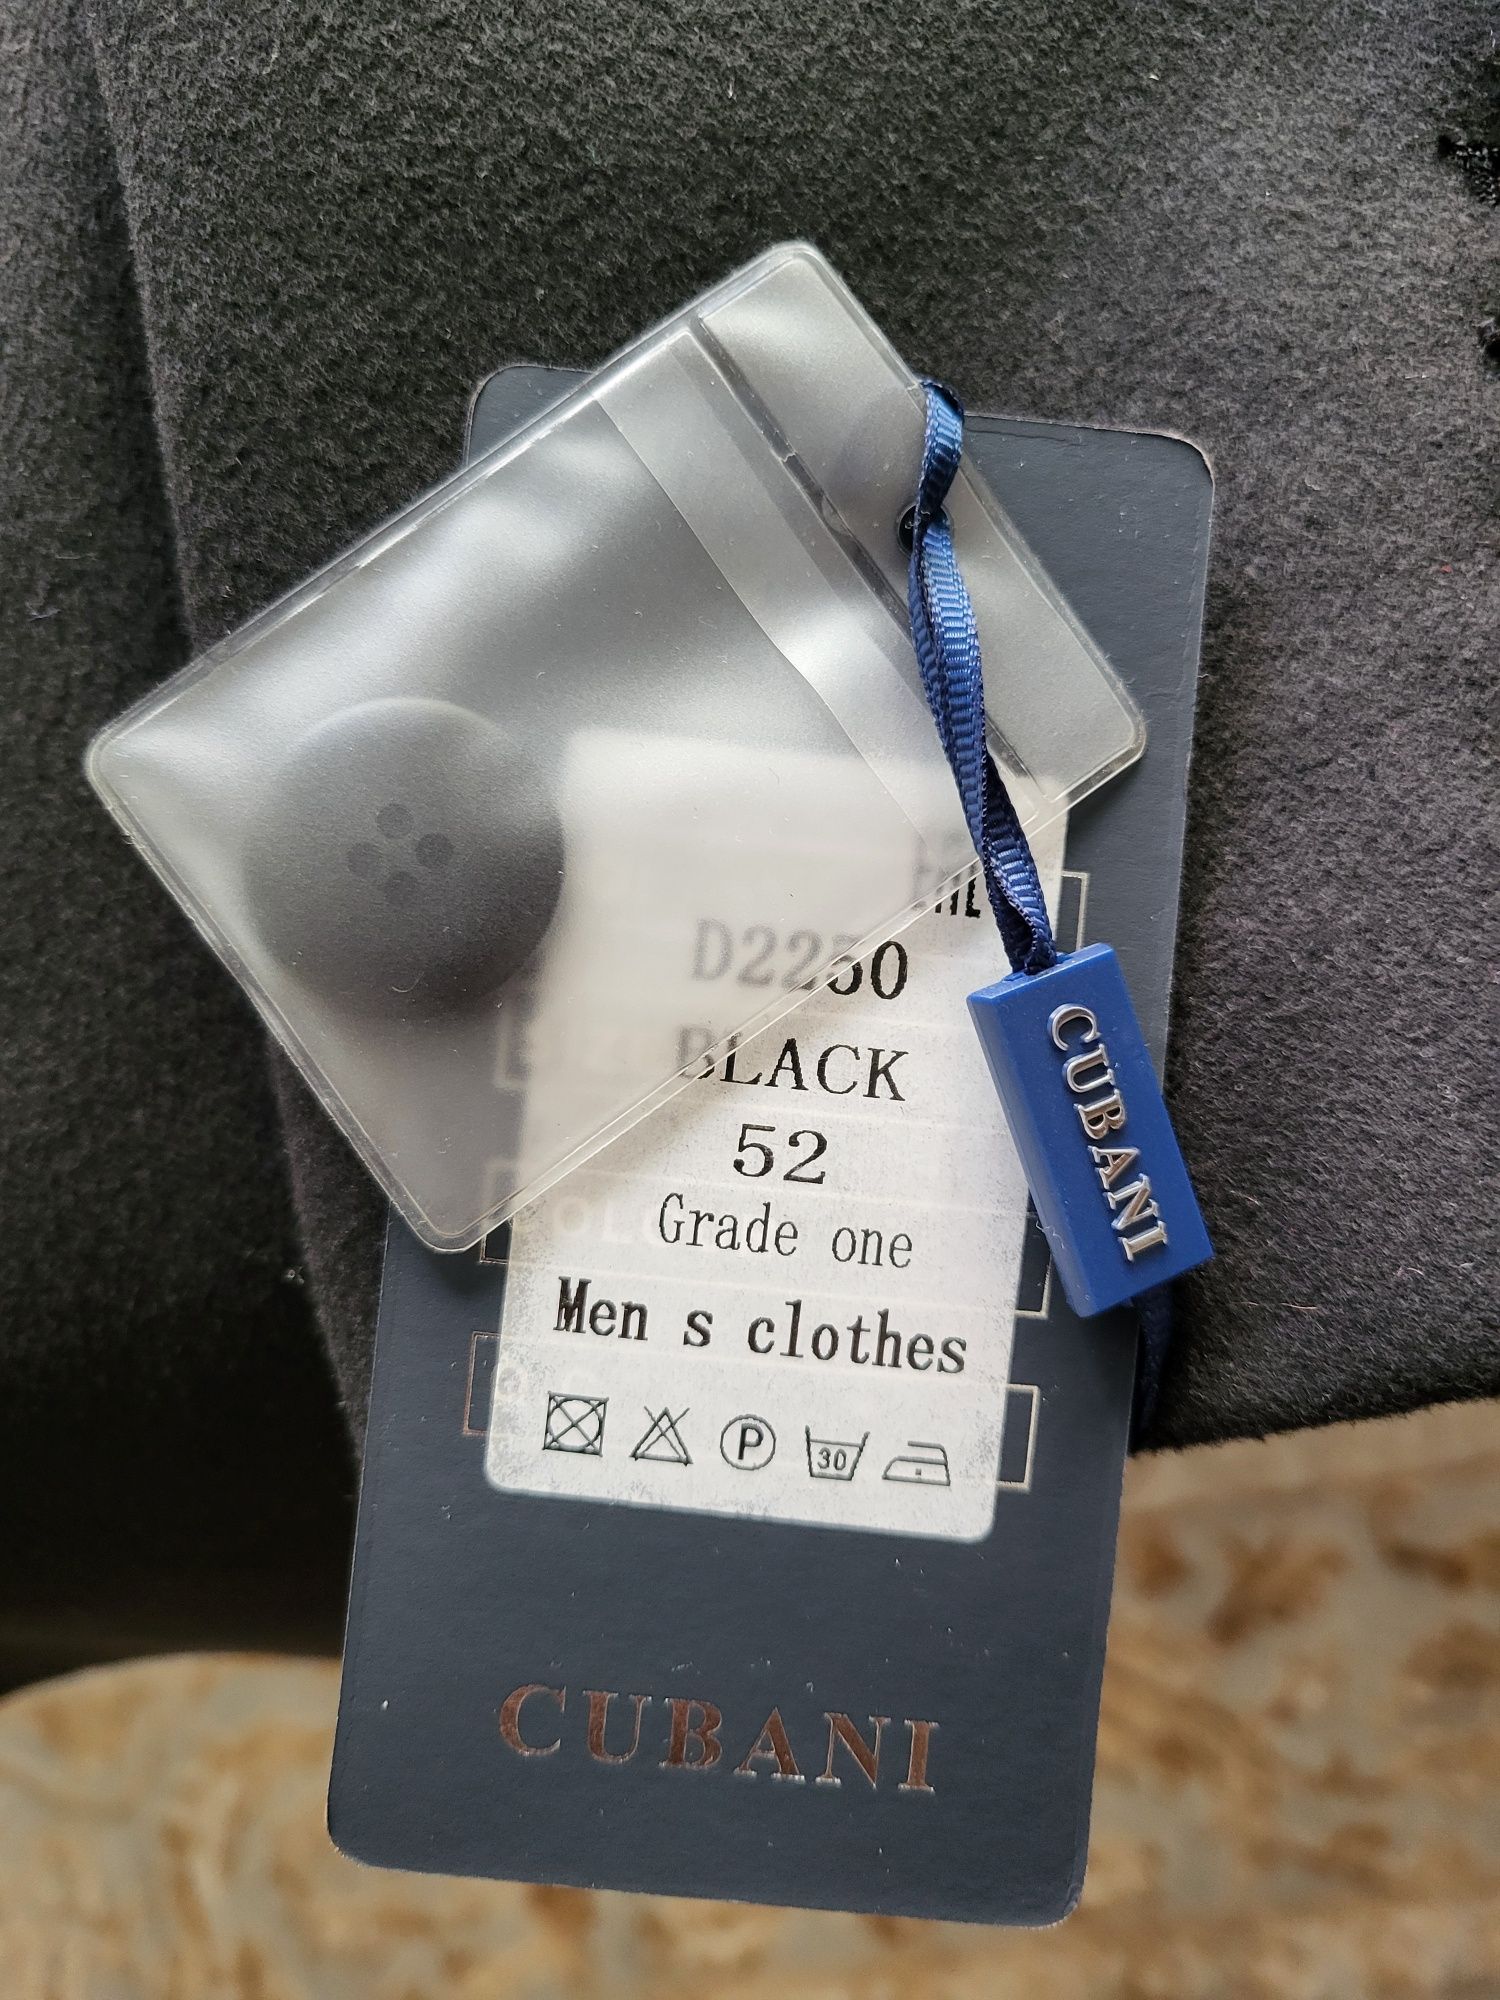 D2250
BLACK
52
Grade one
Men s clothes
P
30
CUBANI
CUBANI